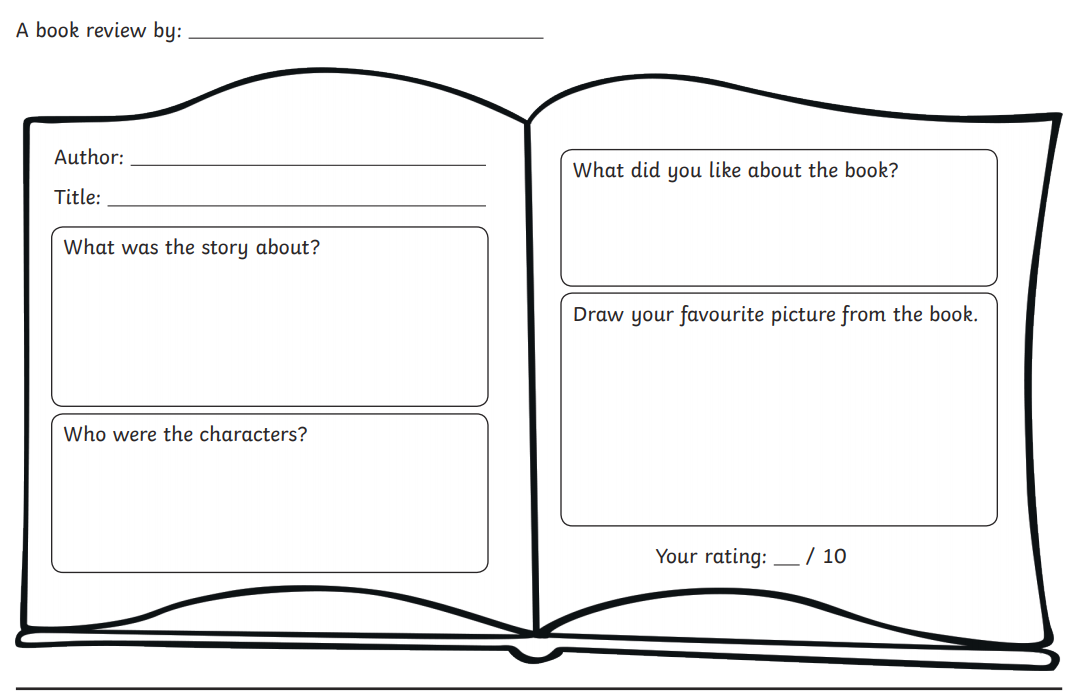 A book review by:
Author:
Title:
What was the story about?
Who were the characters?
What did you like about the book?
Draw your favourite picture from the book.
Your rating: __ / 10